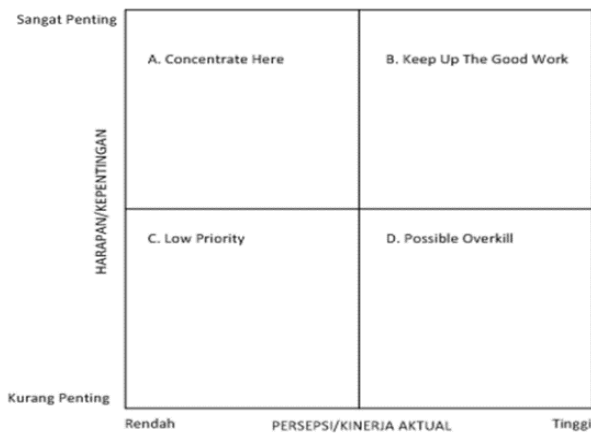 Sangat Penting
A. Concentrate Here
B. Keep Up The Good Work
HARAPAN/KEPENTINGAN
C. Low Priority
D. Possible Overkill
Kurang Penting
Rendah
PERSEPSI/KINERJA AKTUAL
Tinggi